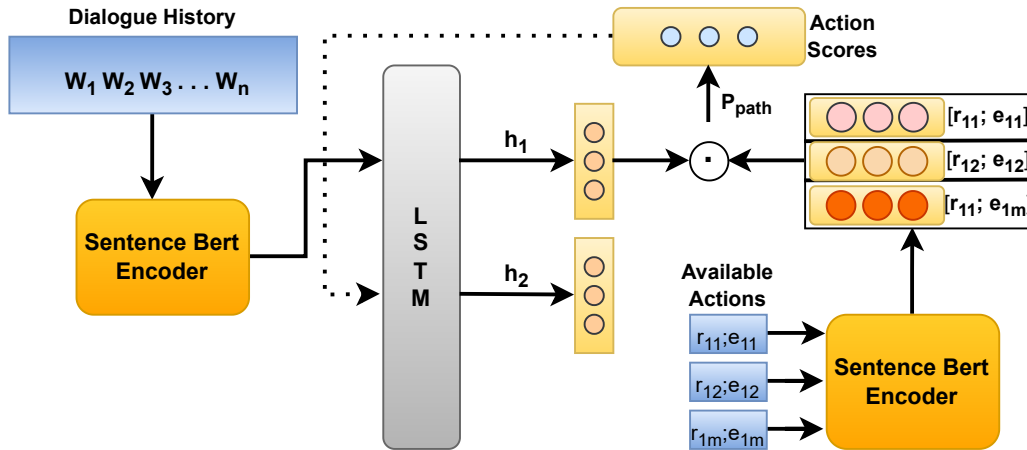 Dialogue History
W1 W2 W3 . . . Wn
Sentence Bert
Encoder
L
S
T
M
h1
h2
Action
Scores
Ppath
[r11; e11]
[r12; e12]
[r11; e1m]
Available
Actions
r11;e11
r12;e12
r1m;e1m
Sentence Bert
Encoder